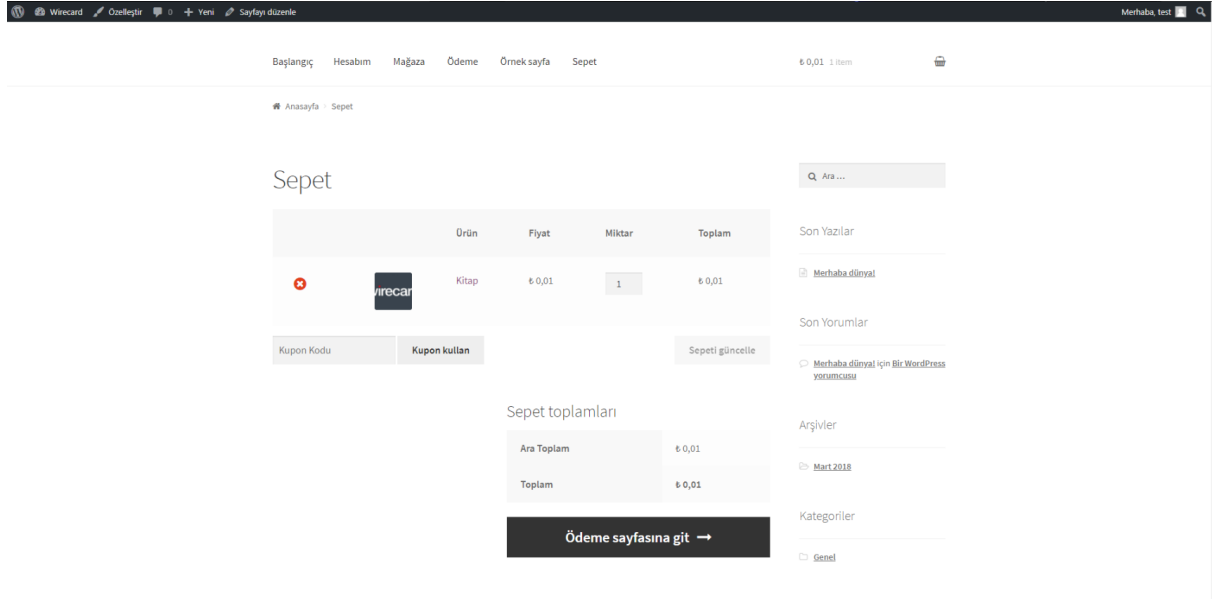 Wirecard Özelleştir 0 Yeni Sayfayı düzenle Merhaba, test
Başlangıç Hesabım Mağaza Ödeme Örnek sayfa Sepet ₺ 0,01 1 item
Anasayfa Sepet
Sepet
Ara ...
Ürün Fiyat Miktar Toplam
Kitap ₺ 0,01 1 ₺ 0,01
wirecar
Kupon Kodu Kupon kullan Sepeti güncelle
Sepet toplamları
Ara Toplam ₺ 0,01
Toplam ₺ 0,01
Ödeme sayfasına git →
Son Yazılar
Merhaba dünya!
Son Yorumlar
Merhaba dünya! için Bir WordPress
yorumcusu
Arşivler
Mart 2018
Kategoriler
Genel